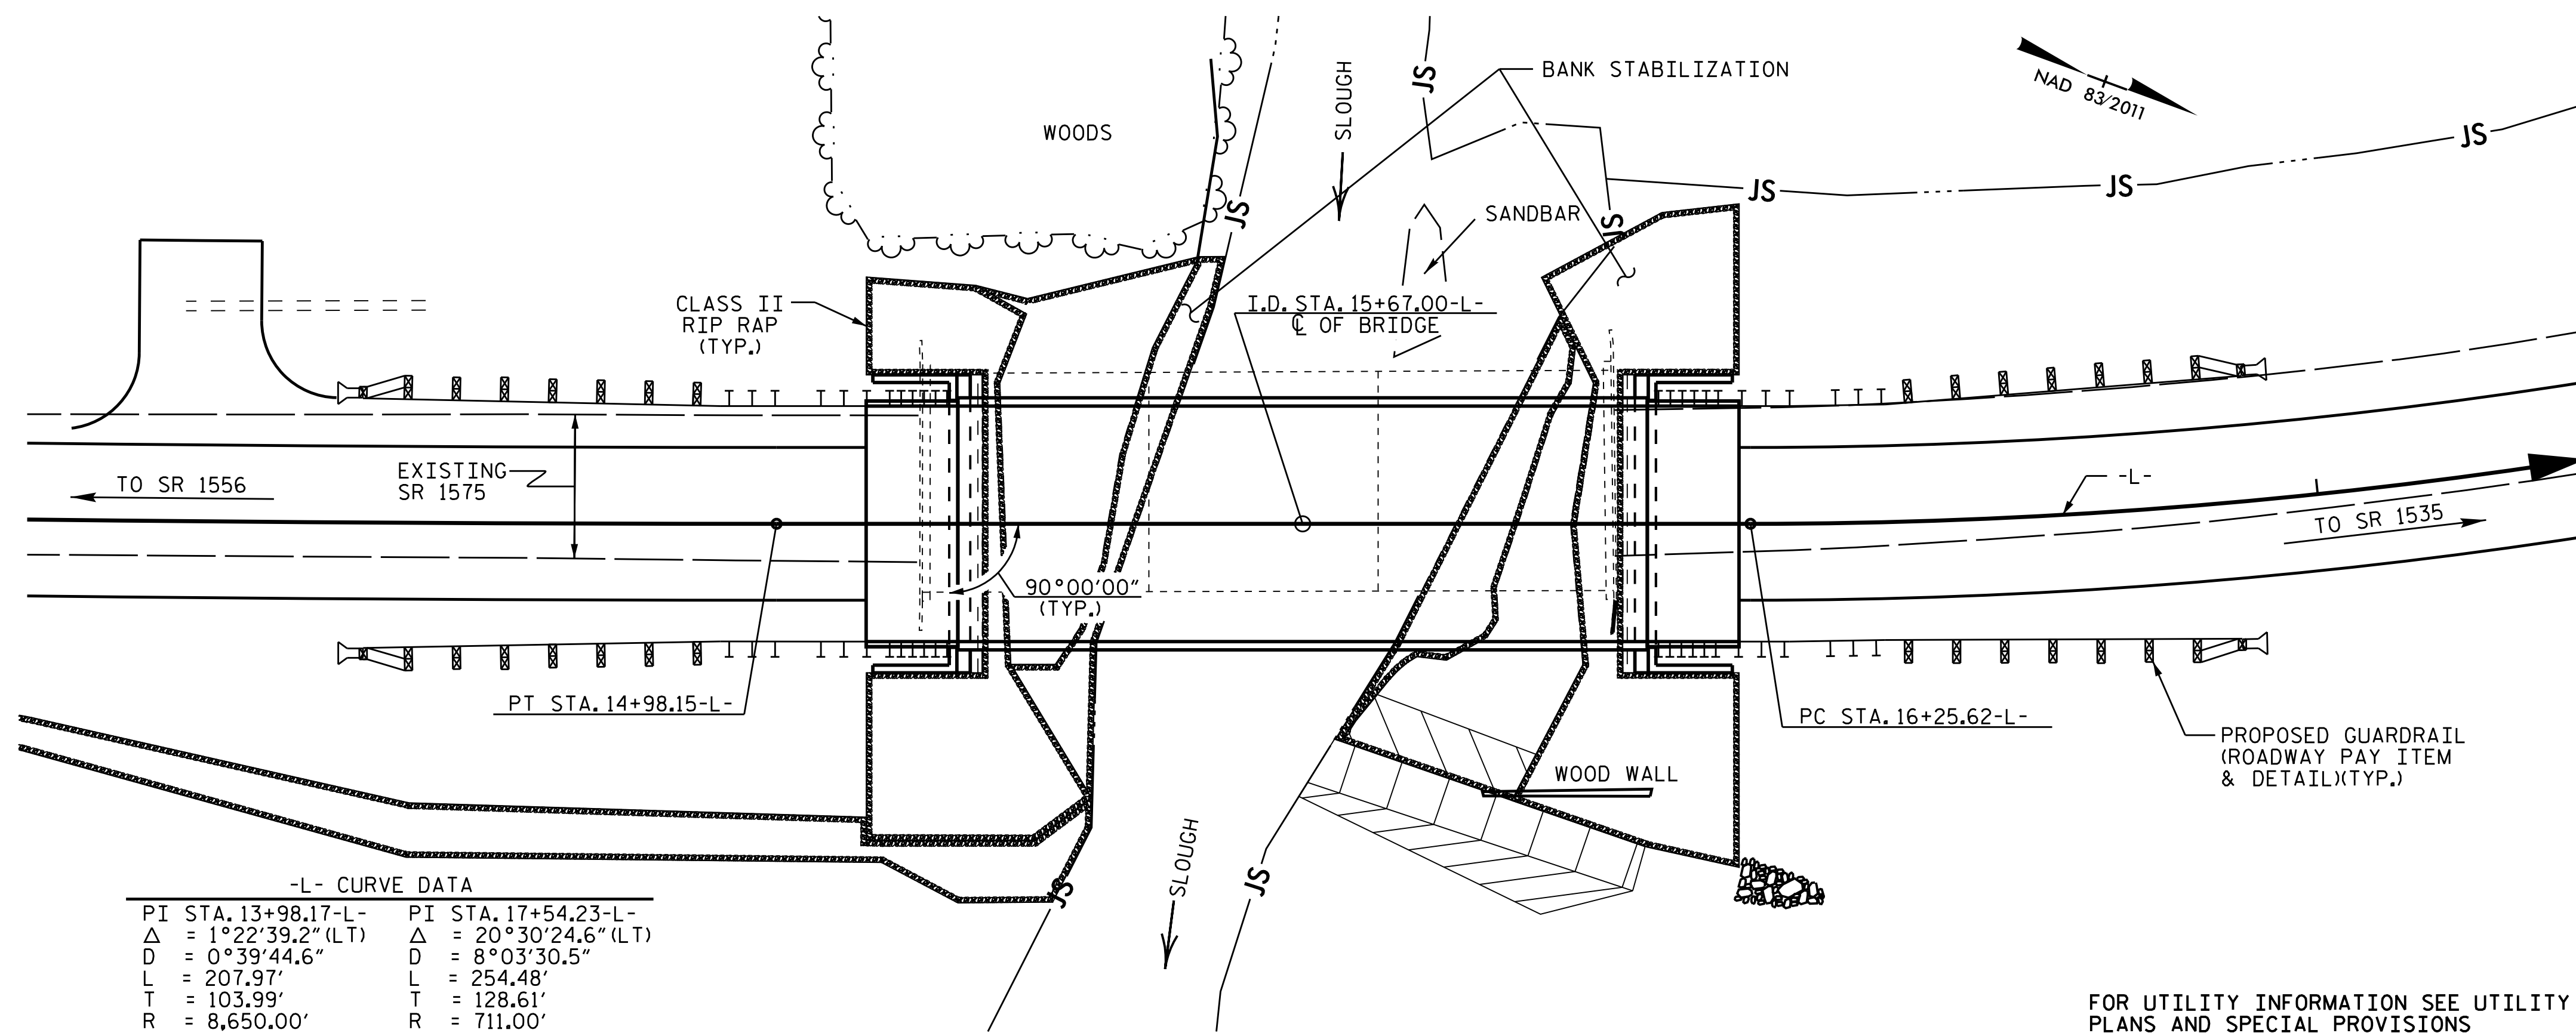 BANK STABILIZATION
NAD 83/2011
JS
SLOUGH
WOODS
JS
JS
JS
JS
SANDBAR
JS
CLASS II
RIP RAP
(TYP.)
I.D. STA. 15+67.00-L-
℄ OF BRIDGE
EXISTING
SR 1575
TO SR 1556
-L-
TO SR 1535
90°00'00"
(TYP.)
PT STA. 14+98.15-L-
PC STA. 16+25.62-L-
PROPOSED GUARDRAIL
(ROADWAY PAY ITEM
& DETAIL)(TYP.)
WOOD WALL
SLOUGH
JS
JS
-L- CURVE DATA
PI STA. 13+98.17-L-
Δ = 1°22'39.2" (LT)
D = 0°39'44.6"
L = 207.97'
T = 103.99'
R = 8,650.00'
PI STA. 17+54.23-L-
Δ = 20°30'24.6" (LT)
D = 8°03'30.5"
L = 254.48'
T = 128.61'
R = 711.00'
FOR UTILITY INFORMATION SEE UTILITY
PLANS AND SPECIAL PROVISIONS